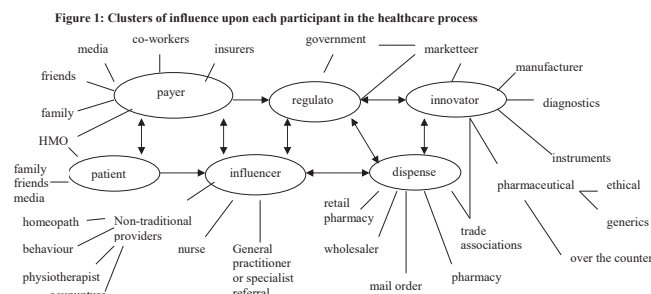 Figure 1: Clusters of influence upon each participant in the healthcare process
co-workers
government
media
insurers
marketteer
manufacturer
friends
payer
regulato
innovator
diagnostics
family
HMO
instruments
family
friends
media
patient
influencer
dispense
pharmaceutical
ethical
retail
pharmacy
generics
homeopath
Non-traditional
providers
trade
associations
behaviour
nurse
General
practitioner
or specialist
referral
wholesaler
over the counter
physiotherapist
mail order
pharmacy